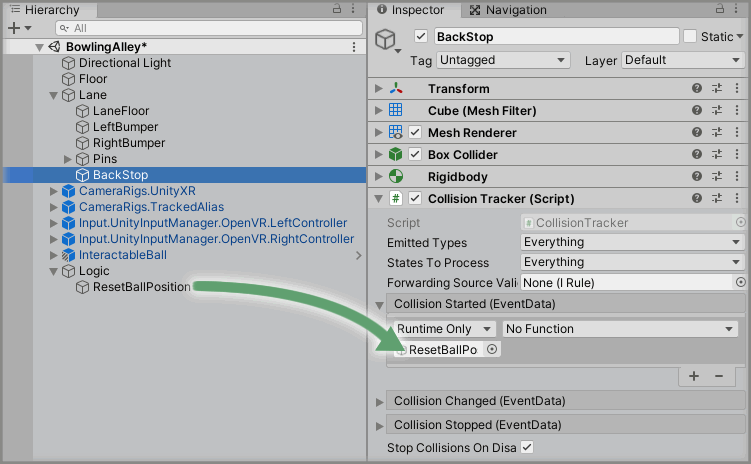 Hierarchy
All
BowlingAlley*
Directional Light
Floor
Lane
LaneFloor
LeftBumper
RightBumper
Pins
BackStop
CameraRigs.UnityXR
CameraRigs.TrackedAlias
Input.UnityInputManager.OpenVR.LeftController
Input.UnityInputManager.OpenVR.RightController
InteractableBall
Logic
ResetBallPosition
Inspector
Navigation
BackStop
Static
Tag Untagged Layer Default
Transform
Cube (Mesh Filter)
Mesh Renderer
Box Collider
Rigidbody
Collision Tracker (Script)
Script CollisionTracker
Emitted Types Everything
States To Process Everything
Forwarding Source Vali None (I Rule)
Collision Started (EventData)
Runtime Only No Function
ResetBallPo
Collision Changed (EventData)
Collision Stopped (EventData)
Stop Collisions On Disa